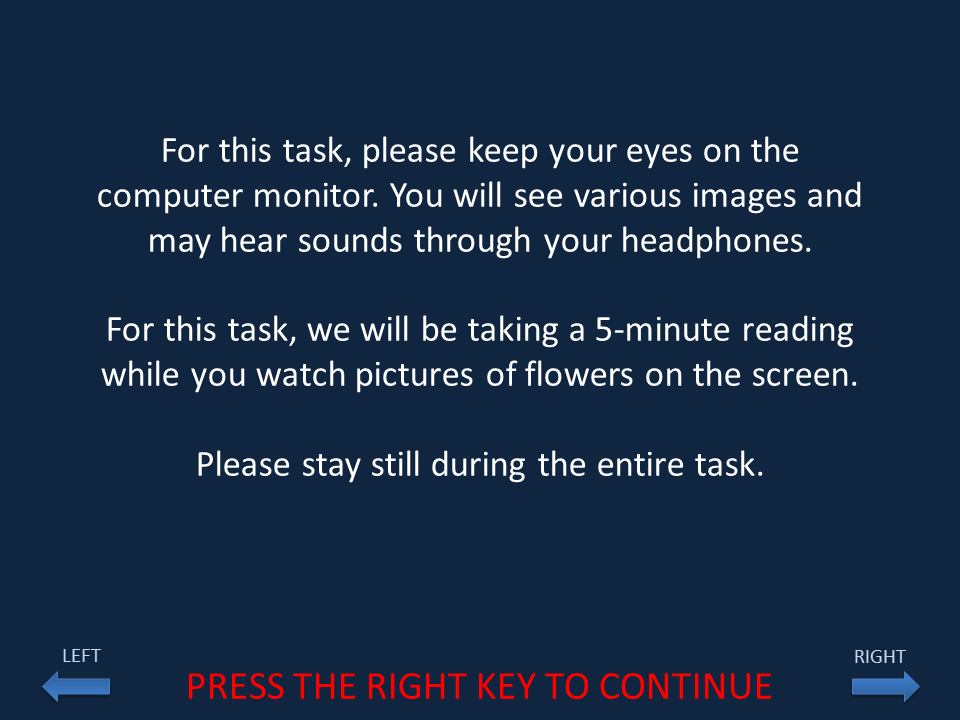 For this task, please keep your eyes on the
computer monitor. You will see various images and
may hear sounds through your headphones.
For this task, we will be taking a 5-minute reading
while you watch pictures of flowers on the screen.
Please stay still during the entire task.
LEFT
RIGHT
PRESS THE RIGHT KEY TO CONTINUE